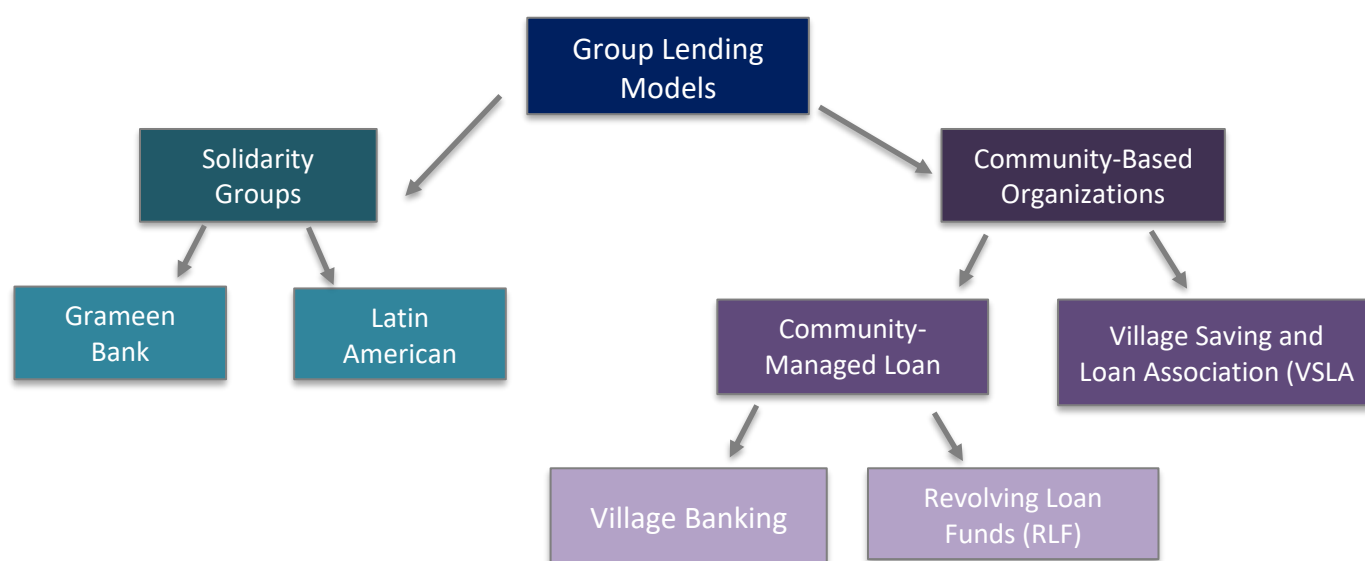 Group Lending
Models
Solidarity
Groups
Community-Based
Organizations
Grameen
Bank
Latin
American
Community-
Managed Loan
Village Saving and
Loan Association (VSLA
Village Banking
Revolving Loan
Funds (RLF)